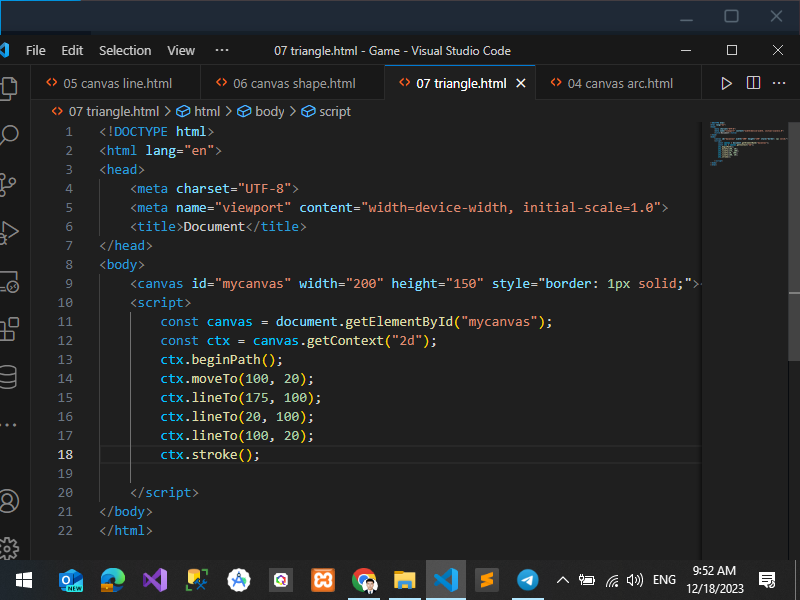 File Edit Selection View ··· 07 triangle.html - Game - Visual Studio Code
05 canvas line.html 06 canvas shape.html 07 triangle.html 04 canvas arc.html
07 triangle.html > html > body > script
1 <!DOCTYPE html>
2 <html lang="en">
3 <head>
4 <meta charset="UTF-8">
5 <meta name="viewport" content="width=device-width, initial-scale=1.0">
6 <title>Document</title>
7 </head>
8 <body>
9 <canvas id="mycanvas" width="200" height="150" style="border: 1px solid;">
10 <script>
11 const canvas = document.getElementById("mycanvas");
12 const ctx = canvas.getContext("2d");
13 ctx.beginPath();
14 ctx.moveTo(100, 20);
15 ctx.lineTo(175, 100);
16 ctx.lineTo(20, 100);
17 ctx.lineTo(100, 20);
18 ctx.stroke();
19
20 </script>
21 </body>
22 </html>
NEW
ENG
9:52 AM
12/18/2023